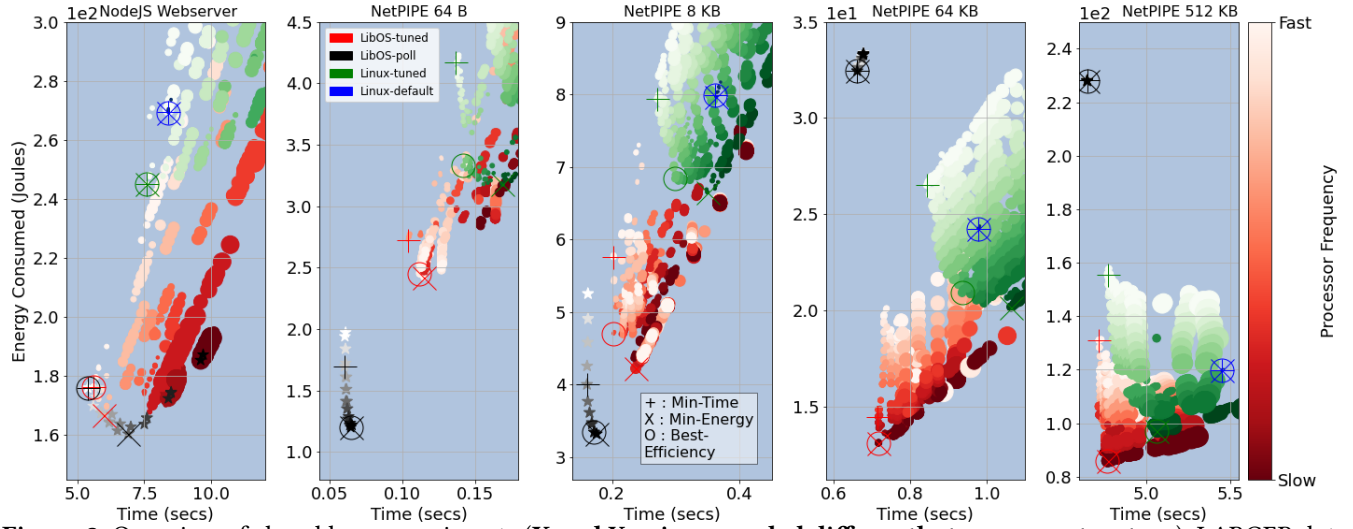 1e2 NodeJS Webserver
NetPIPE 64 B
NetPIPE 8 KB
3.5 1e1 NetPIPE 64 KB
1e2 NetPIPE 512 KB
Energy Consumed (Joules)
3.0
2.8
2.6
2.4
2.2
2.0
1.8
1.6
5.0 7.5 10.0
Time (secs)
4.5
4.0
3.5
3.0
2.5
2.0
1.5
1.0
0.05 0.10 0.15
Time (secs)
LibOS-tuned
LibOS-poll
Linux-tuned
Linux-default
9
8
7
6
5
4
3
0.2 0.4
Time (secs)
+ : Min-Time
X : Min-Energy
O : Best-
Efficiency
3.0
2.5
2.0
1.5
0.6 0.8 1.0
Time (secs)
2.4
2.2
2.0
1.8
1.6
1.4
1.2
1.0
0.8
5.0 5.5
Time (secs)
Fast
Slow
Processor Frequency